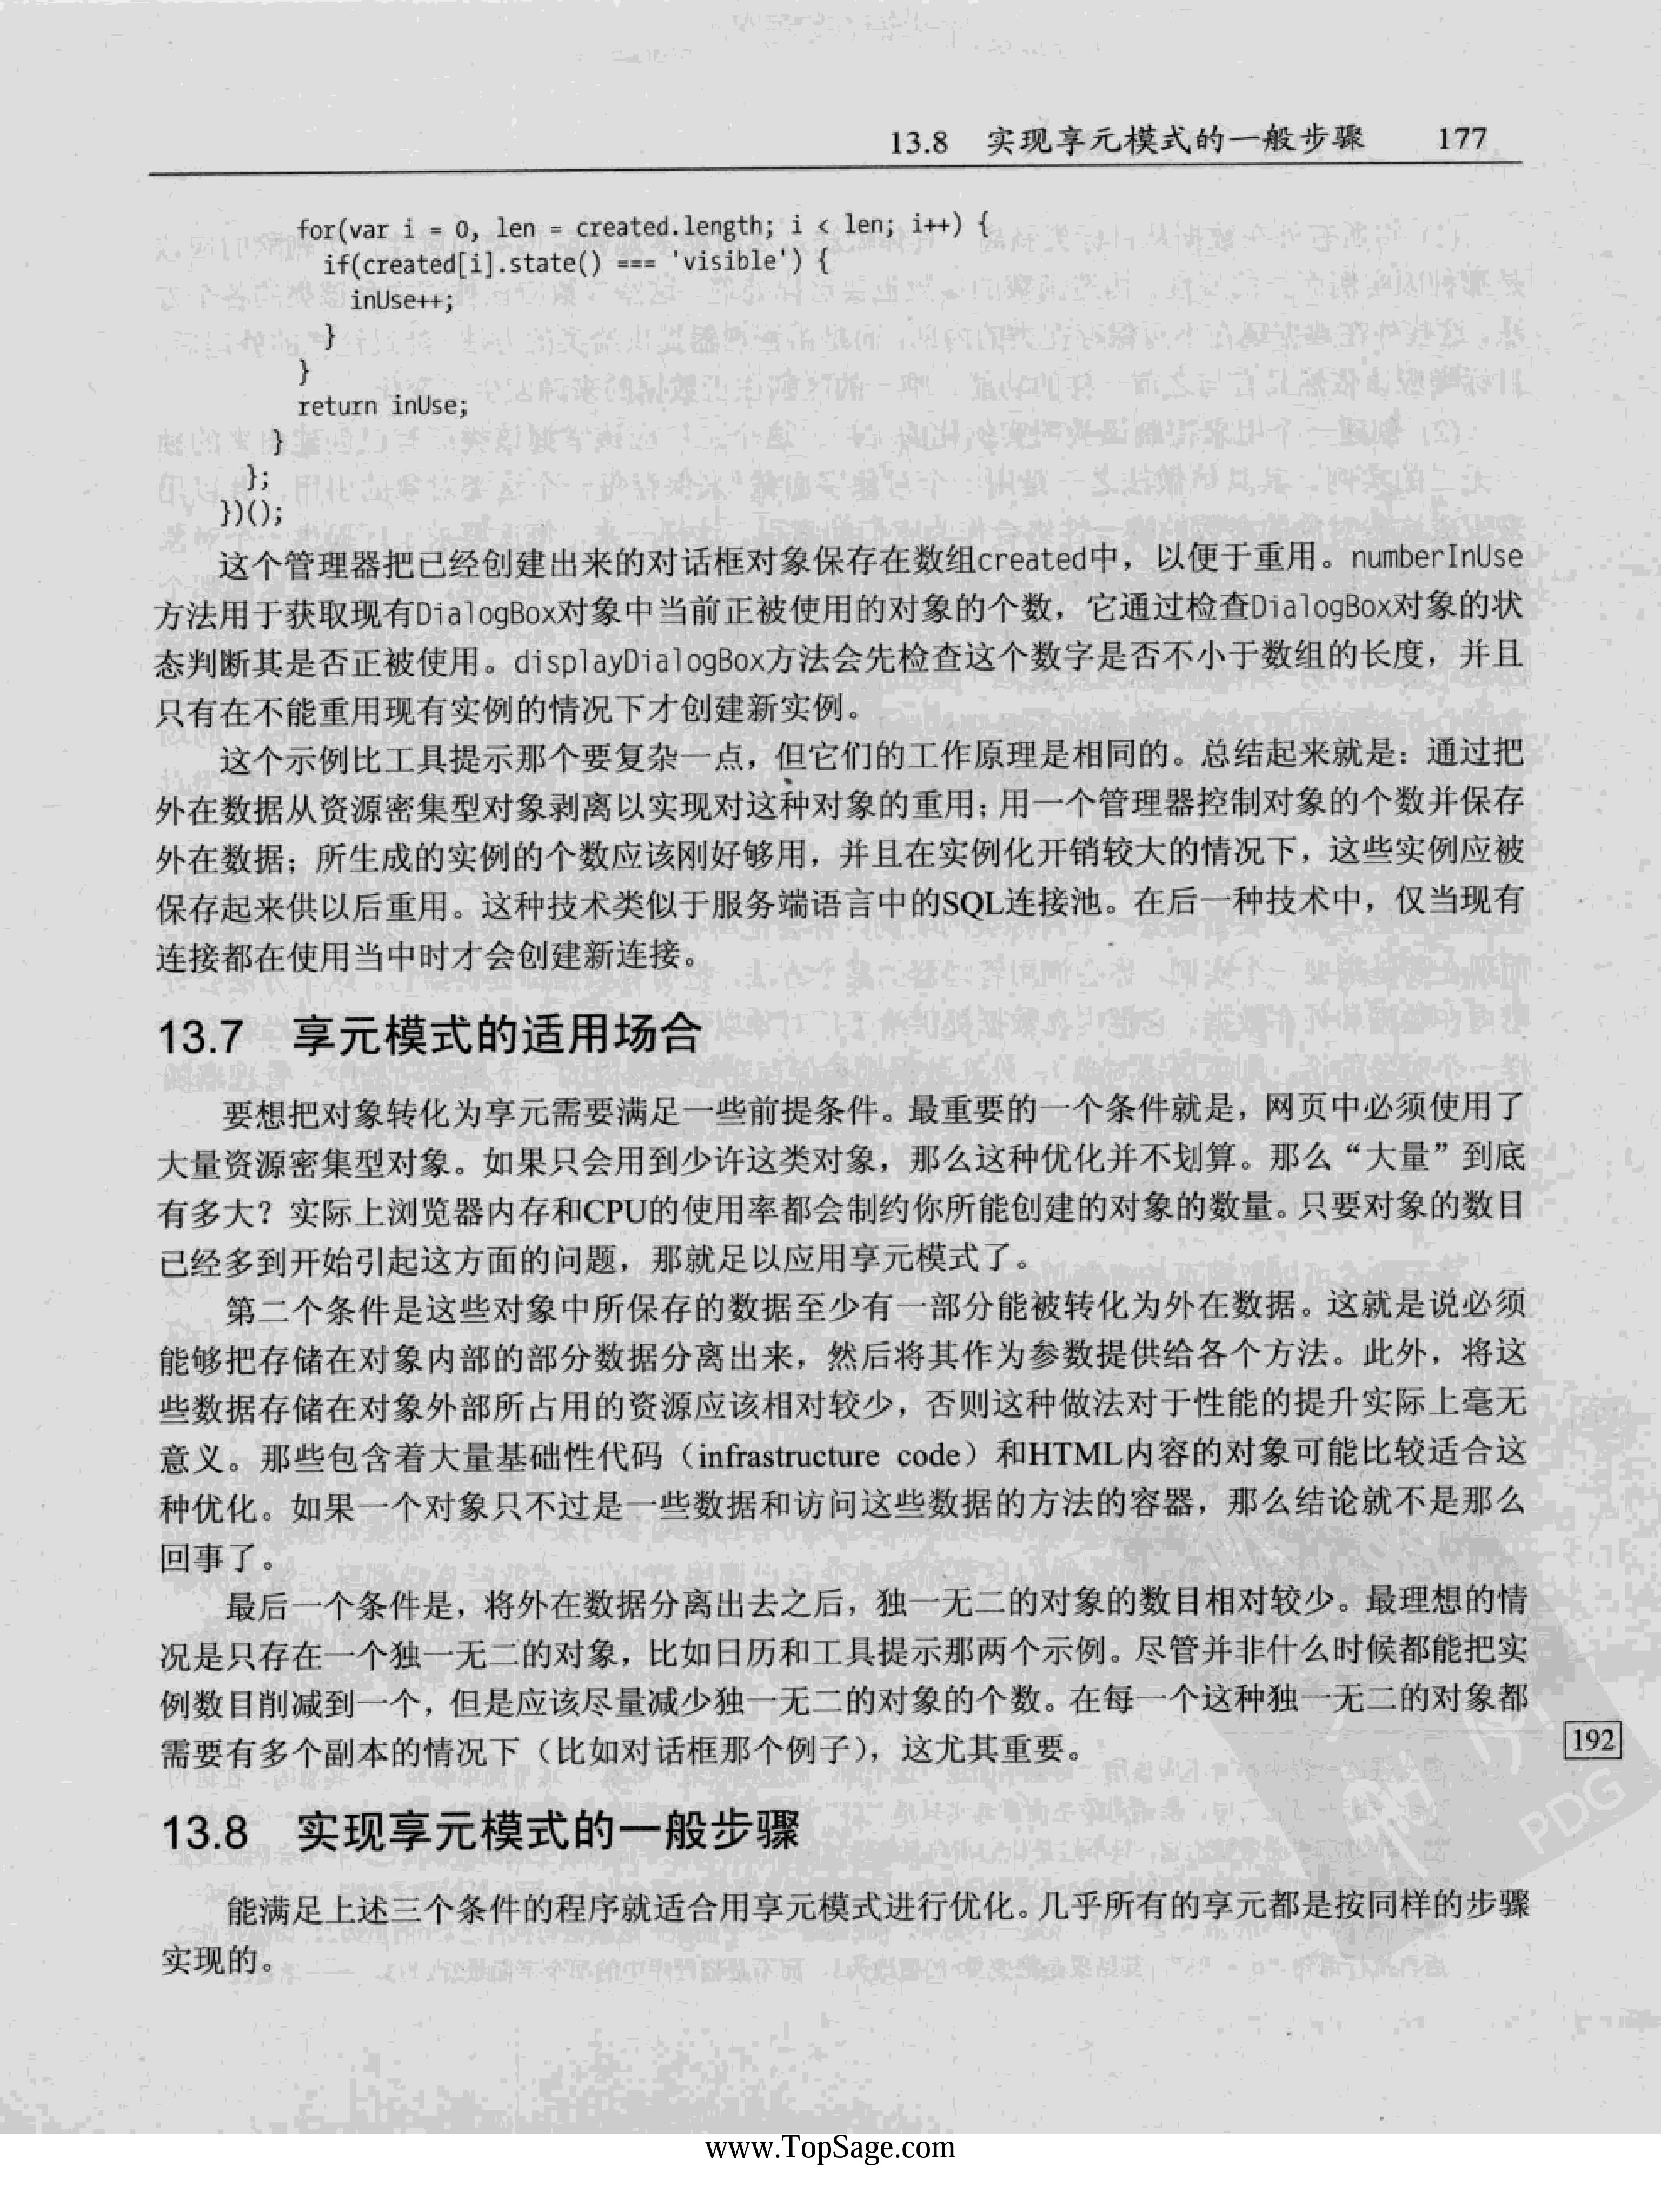 13.8 实现享元模式的一般步骤 177
for(var i = 0, len = created.length; i < len; i++) {
if(created[i].state() === 'visible') {
inUse++;
}
}
return inUse;
}
};
})();
这个管理器把已经创建出来的对话框对象保存在数组created中，以便于重用。numberInUse
方法用于获取现有DialogBox对象中当前正被使用的对象的个数，它通过检查DialogBox对象的状
态判断其是否正被使用。displayDialogBox方法会先检查这个数字是否不小于数组的长度，并且
只有在不能重用现有实例的情况下才创建新实例。
这个示例比工具提示那个要复杂一点，但它们的工作原理是相同的。总结起来就是：通过把
外在数据从资源密集型对象剥离以实现对这种对象的重用；用一个管理器控制对象的个数并保存
外在数据；所生成的实例的个数应该刚好够用，并且在实例化开销较大的情况下，这些实例应被
保存起来供以后重用。这种技术类似于服务端语言中的SQL连接池。在后一种技术中，仅当现有
连接都在使用当中时才会创建新连接。
13.7 享元模式的适用场合
要想把对象转化为享元需要满足一些前提条件。最重要的一个条件就是，网页中必须使用了
大量资源密集型对象。如果只会用到少许这类对象，那么这种优化并不划算。那么“大量”到底
有多大？实际上浏览器内存和CPU的使用率都会制约你所能创建的对象的数量。只要对象的数目
已经多到开始引起这方面的问题，那就足以应用享元模式了。
第二个条件是这些对象中所保存的数据至少有一部分能被转化为外在数据。这就是说必须
能够把存储在对象内部的部分数据分离出来，然后将其作为参数提供给各个方法。此外，将这
些数据存储在对象外部所占用的资源应该相对较少，否则这种做法对于性能的提升实际上毫无
意义。那些包含着大量基础性代码（infrastructure code）和HTML内容的对象可能比较适合这
种优化。如果一个对象只不过是一些数据和访问这些数据的方法的容器，那么结论就不是那么
回事了。
最后一个条件是，将外在数据分离出去之后，独一无二的对象的数目相对较少。最理想的情
况是只存在一个独一无二的对象，比如日历和工具提示那两个示例。尽管并非什么时候都能把实
例数目削减到一个，但是应该尽量减少独一无二的对象的个数。在每一个这种独一无二的对象都
需要有多个副本的情况下（比如对话框那个例子），这尤其重要。
192
PDG
13.8 实现享元模式的一般步骤
能满足上述三个条件的程序就适合用享元模式进行优化。几乎所有的享元都是按同样的步骤
实现的。
www.TopSage.com